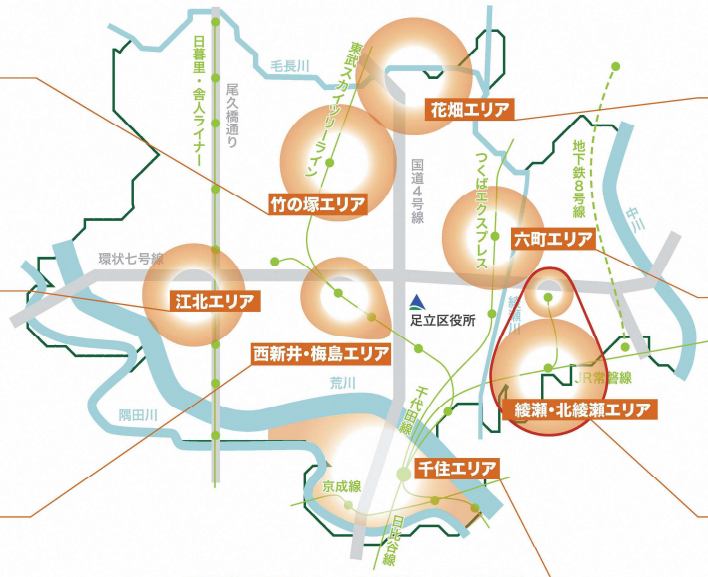 日暮里・舎人ライナー
尾久橋通り
毛長川
東武スカイツリーライン
花畑エリア
国道4号線
つくばエクスプレス
地下鉄8号線
中川
竹の塚エリア
六町エリア
環状七号線
江北エリア
足立区役所
綾瀬川
西新井・梅島エリア
荒川
JR常磐線
隅田川
千代田線
綾瀬・北綾瀬エリア
千住エリア
京成線
日比谷線